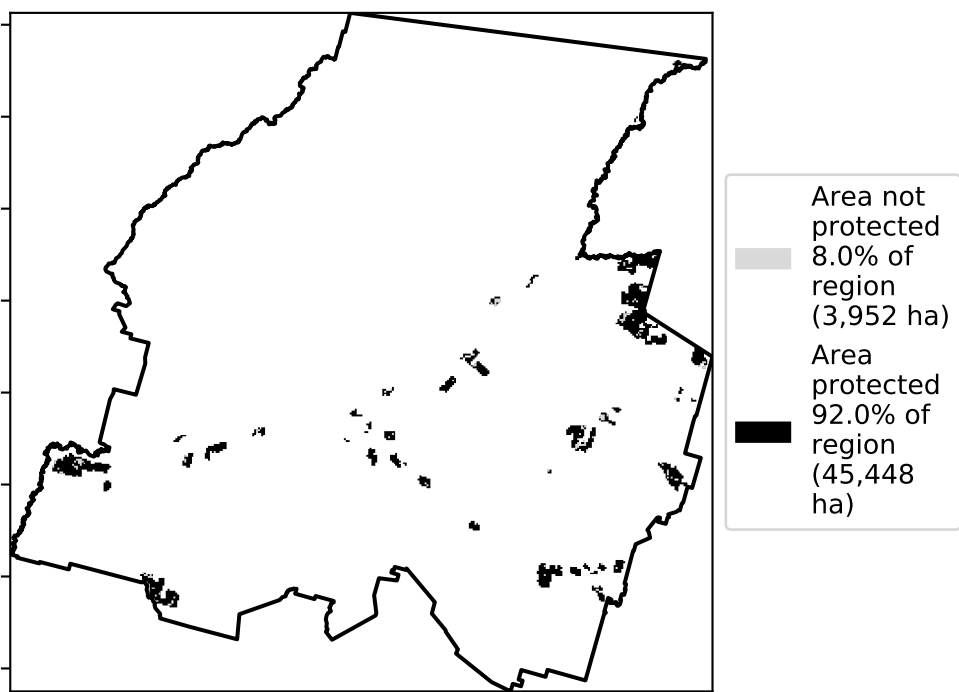 Area not
protected
8.0% of
region
(3,952 ha)
Area
protected
92.0% of
region
(45,448
ha)